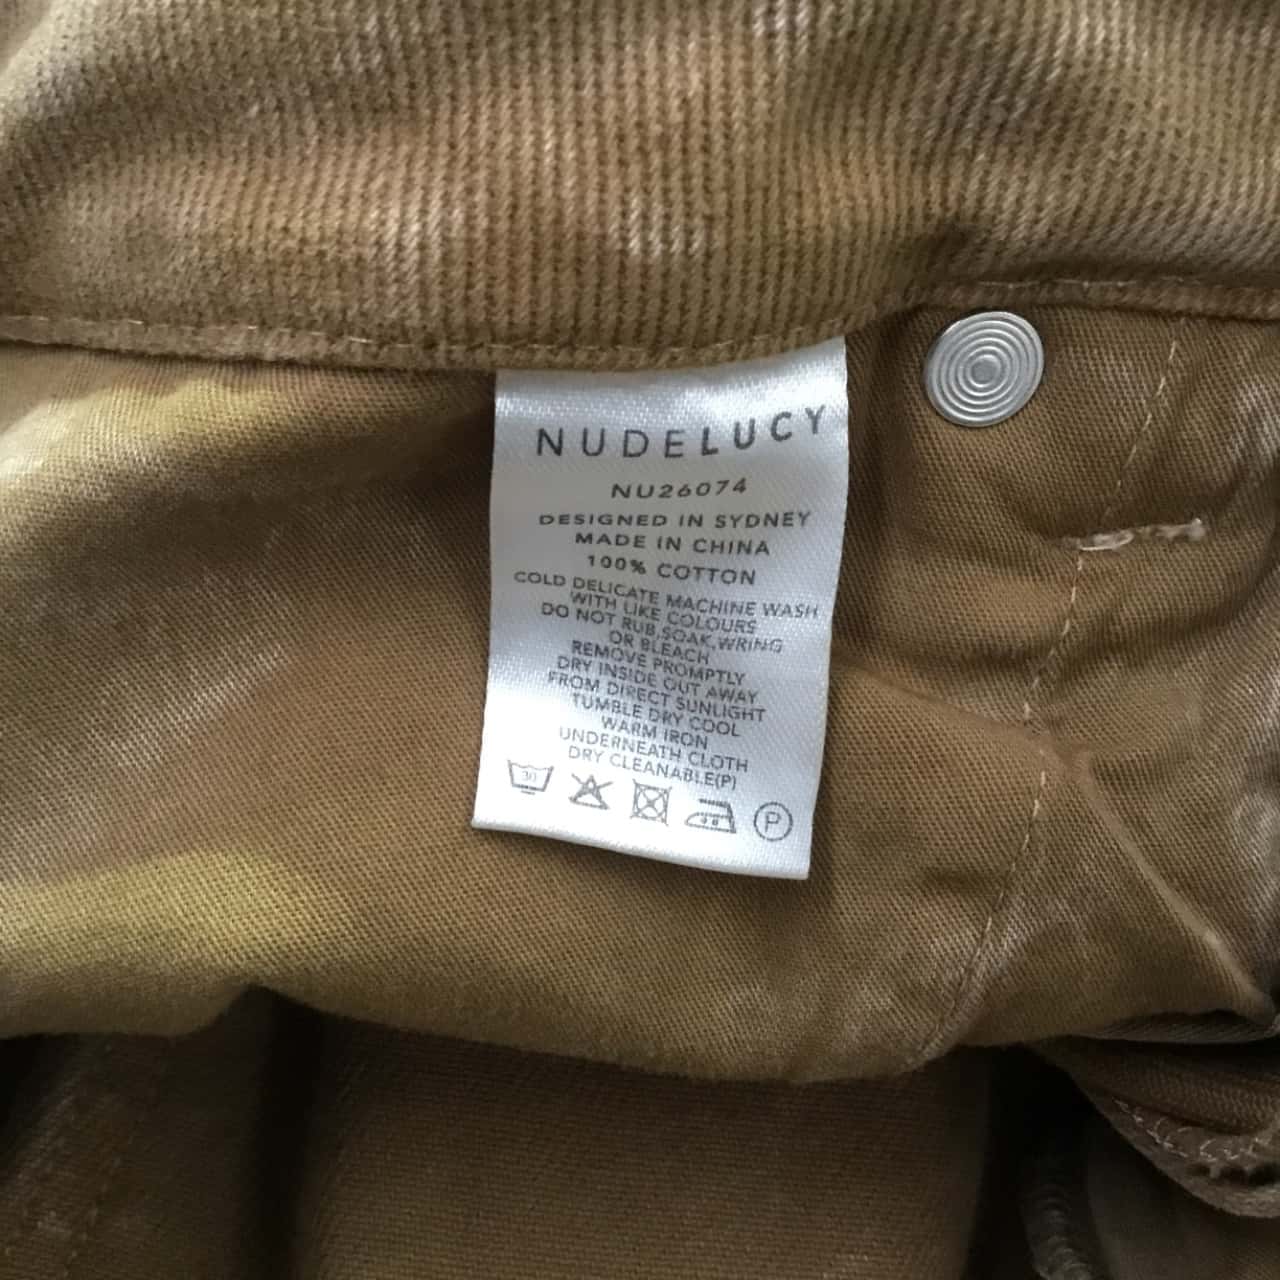 NUDELUCY
NU26074
DESIGNED IN SYDNEY
MADE IN CHINA
100% COTTON
COLD DELICATE MACHINE WASH
WITH LIKE COLOURS
DO NOT RUB,SOAK,WRING
OR BLEACH
REMOVE PROMPTLY
DRY INSIDE OUT AWAY
FROM DIRECT SUNLIGHT
TUMBLE DRY COOL
WARM IRON
UNDERNEATH CLOTH
DRY CLEANABLE(P)
30 P